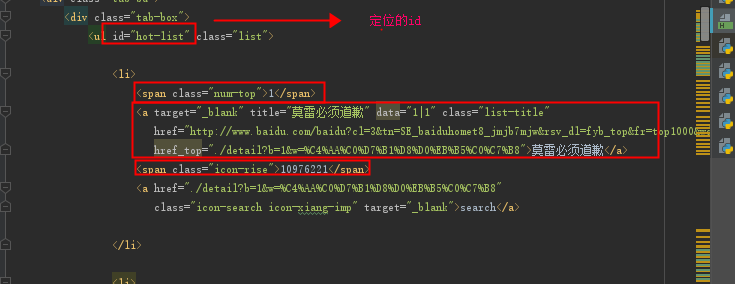 <div class="tab-box">
定位的id
<ul id="hot-list" class="list">
<li>
<span class="num-top">1</span>
<a target="_blank" title="莫雷必须道歉" data="1|1" class="list-title"
href="http://www.baidu.com/baidu?cl=3&tn=SE_baiduhomet8_jmjb7mjw&rsv_dl=fyb_top&fr=top1000&
href_top="./detail?b=1&w=%C4%AA%C0%D7%B1%D8%D0%EB%B5%C0%C7%B8">莫雷必须道歉</a>
<span class="icon-rise">10976221</span>
<a href="./detail?b=1&w=%C4%AA%C0%D7%B1%D8%D0%EB%B5%C0%C7%B8"
class="icon-search icon-xiang-imp" target="_blank">search</a>
</li>
<li>